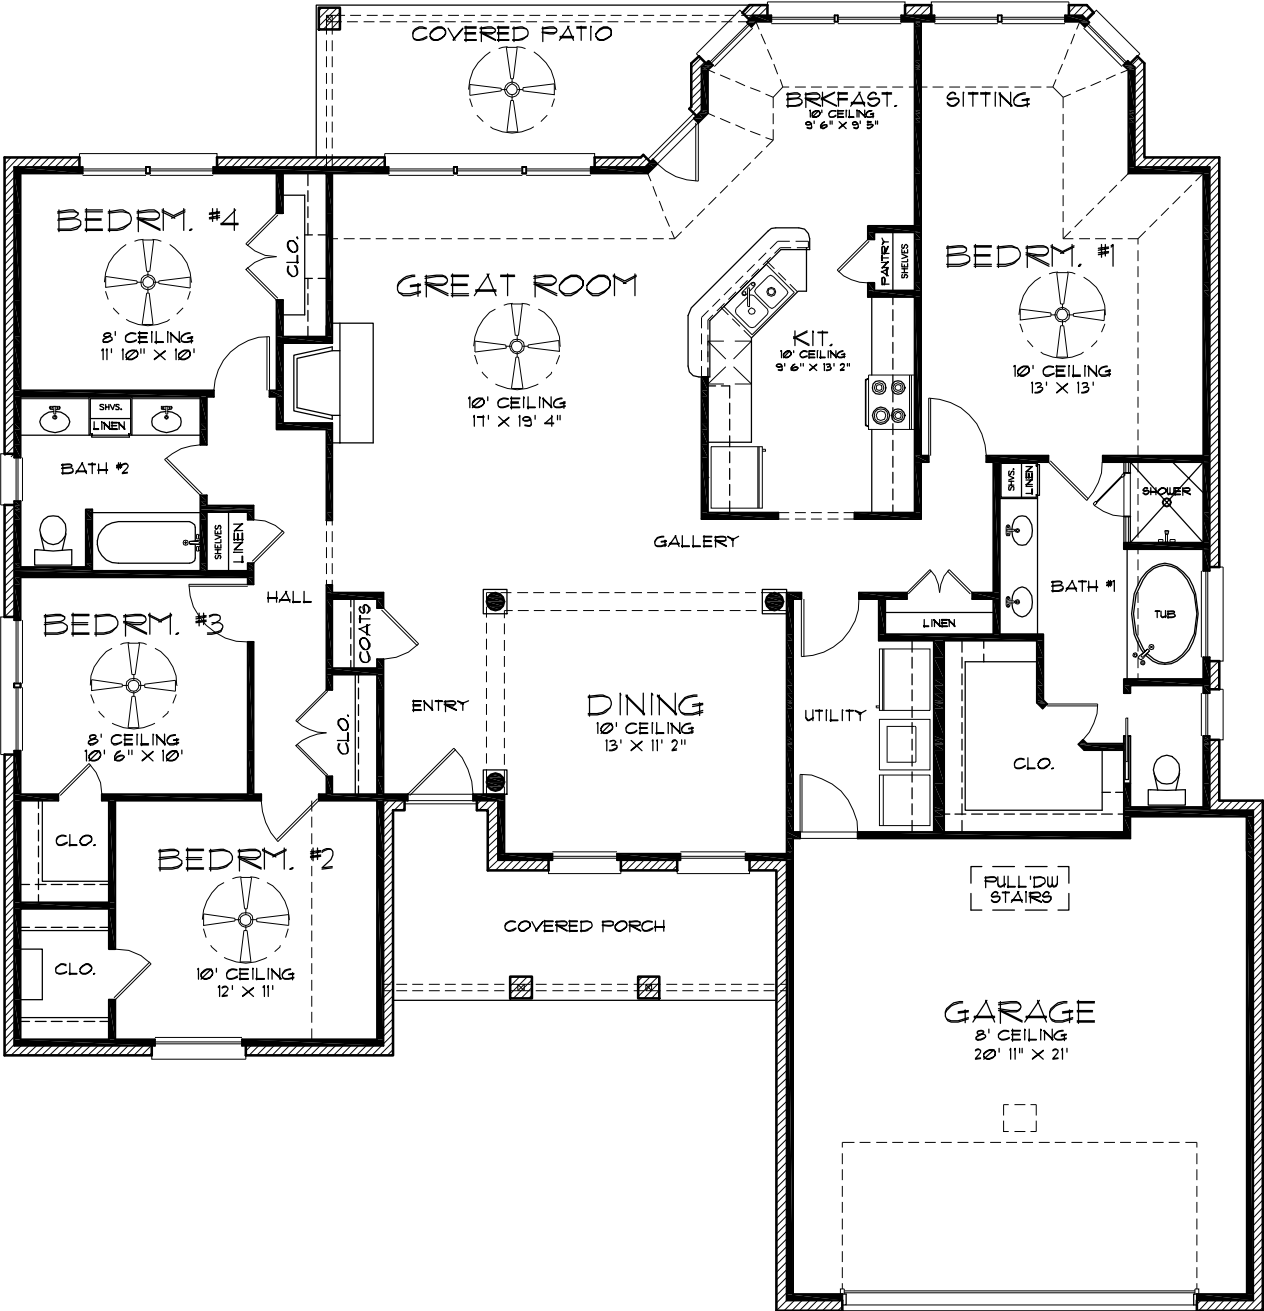 COVERED PATIO
BRKFAST.
10' CEILING
9' 6" X 9' 5"
SITTING
BEDRM. #4
8' CEILING
11' 10" X 10'
CLO.
GREAT ROOM
10' CEILING
17' X 19' 4"
PANTRY
SHELVES
KIT.
10' CEILING
9' 6" X 13' 2"
BEDRM. #1
10' CEILING
13' X 13'
SHVS.
LINEN
BATH #2
SHELVES
LINEN
GALLERY
SHVS.
LINEN
SHOWER
BATH #1
TUB
HALL
COATS
LINEN
BEDRM. #3
8' CEILING
10' 6" X 10'
CLO.
ENTRY
DINING
10' CEILING
13' X 11' 2"
UTILITY
CLO.
CLO.
BEDRM. #2
10' CEILING
12' X 11'
CLO.
COVERED PORCH
PULL'DW
STAIRS
GARAGE
8' CEILING
20' 11" X 21'